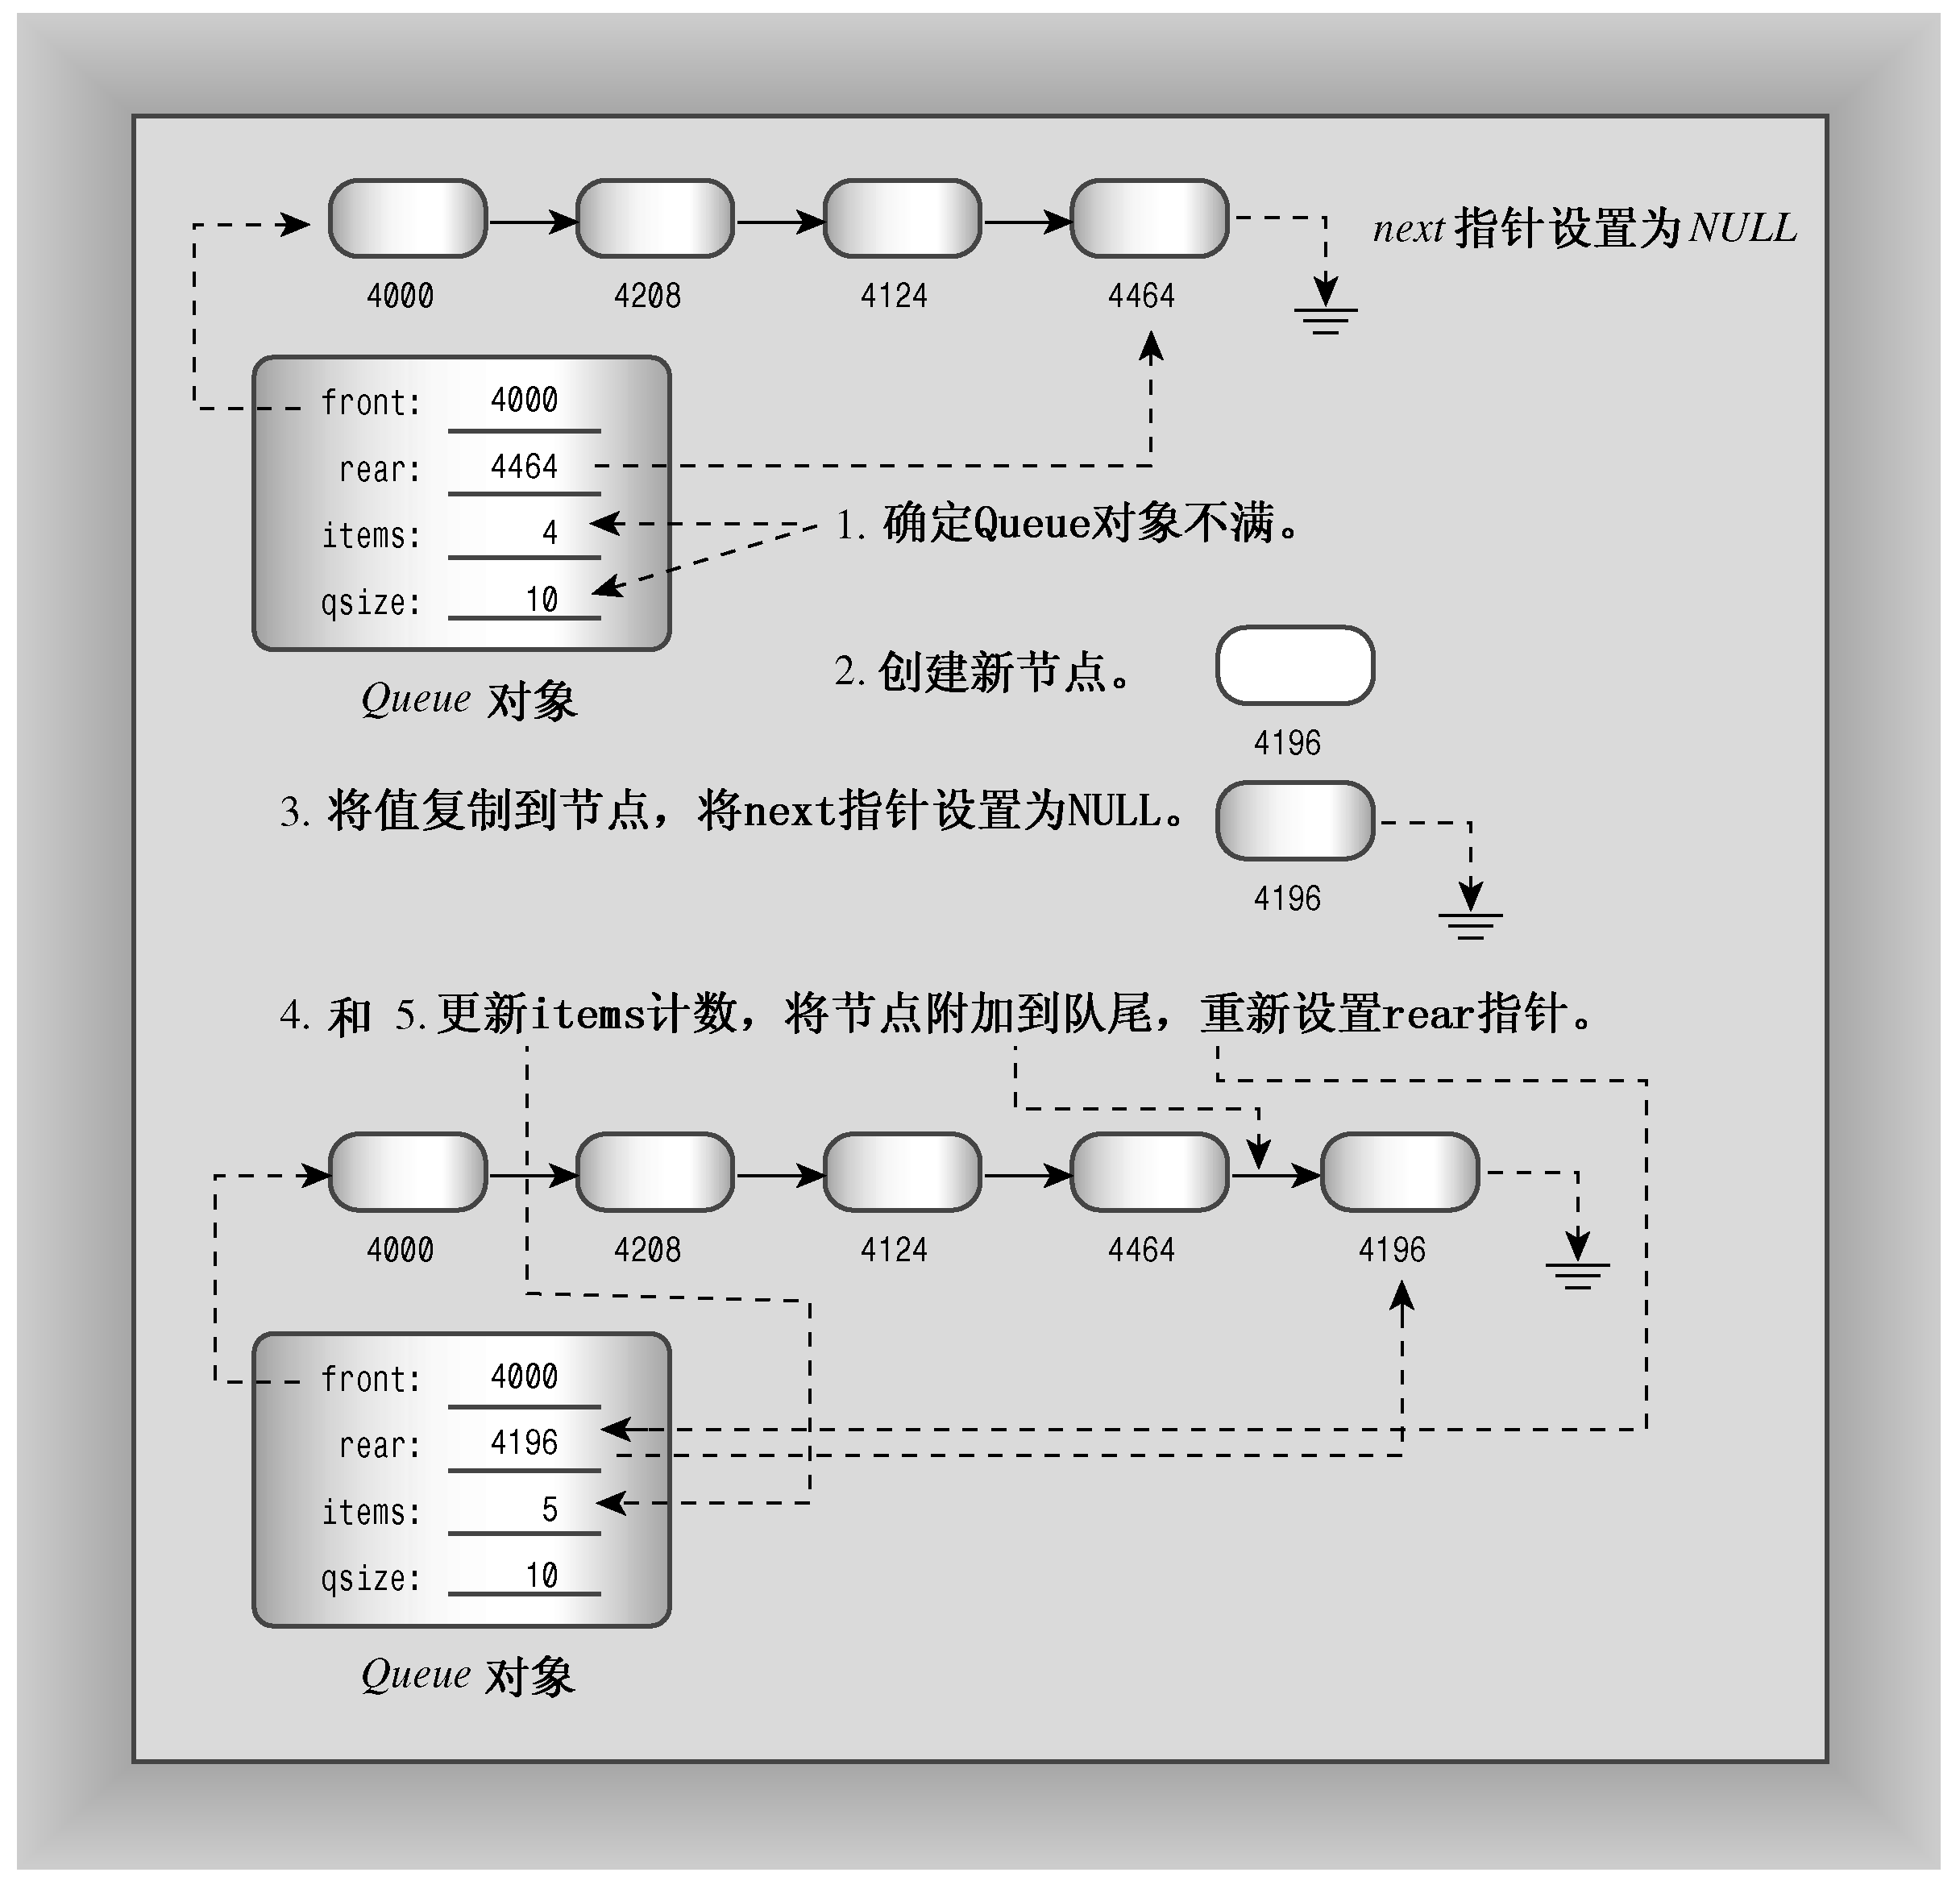 next 指针设置为 NULL
4000 4208 4124 4464
front: 4000
rear: 4464
items: 4
1. 确定Queue对象不满。
qsize: 10
2. 创建新节点。
Queue 对象
4196
3. 将值复制到节点，将next指针设置为NULL。
4196
4. 和 5. 更新items计数，将节点附加到队尾，重新设置rear指针。
4000 4208 4124 4464 4196
front: 4000
rear: 4196
items: 5
qsize: 10
Queue 对象